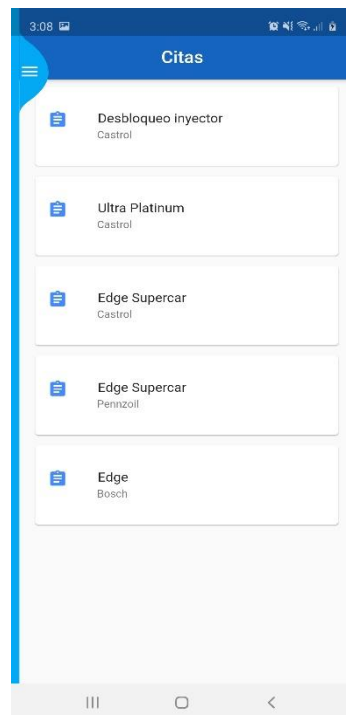 3:08
Citas
Desbloqueo inyector
Castrol
Ultra Platinum
Castrol
Edge Supercar
Castrol
Edge Supercar
Pennzoil
Edge
Bosch